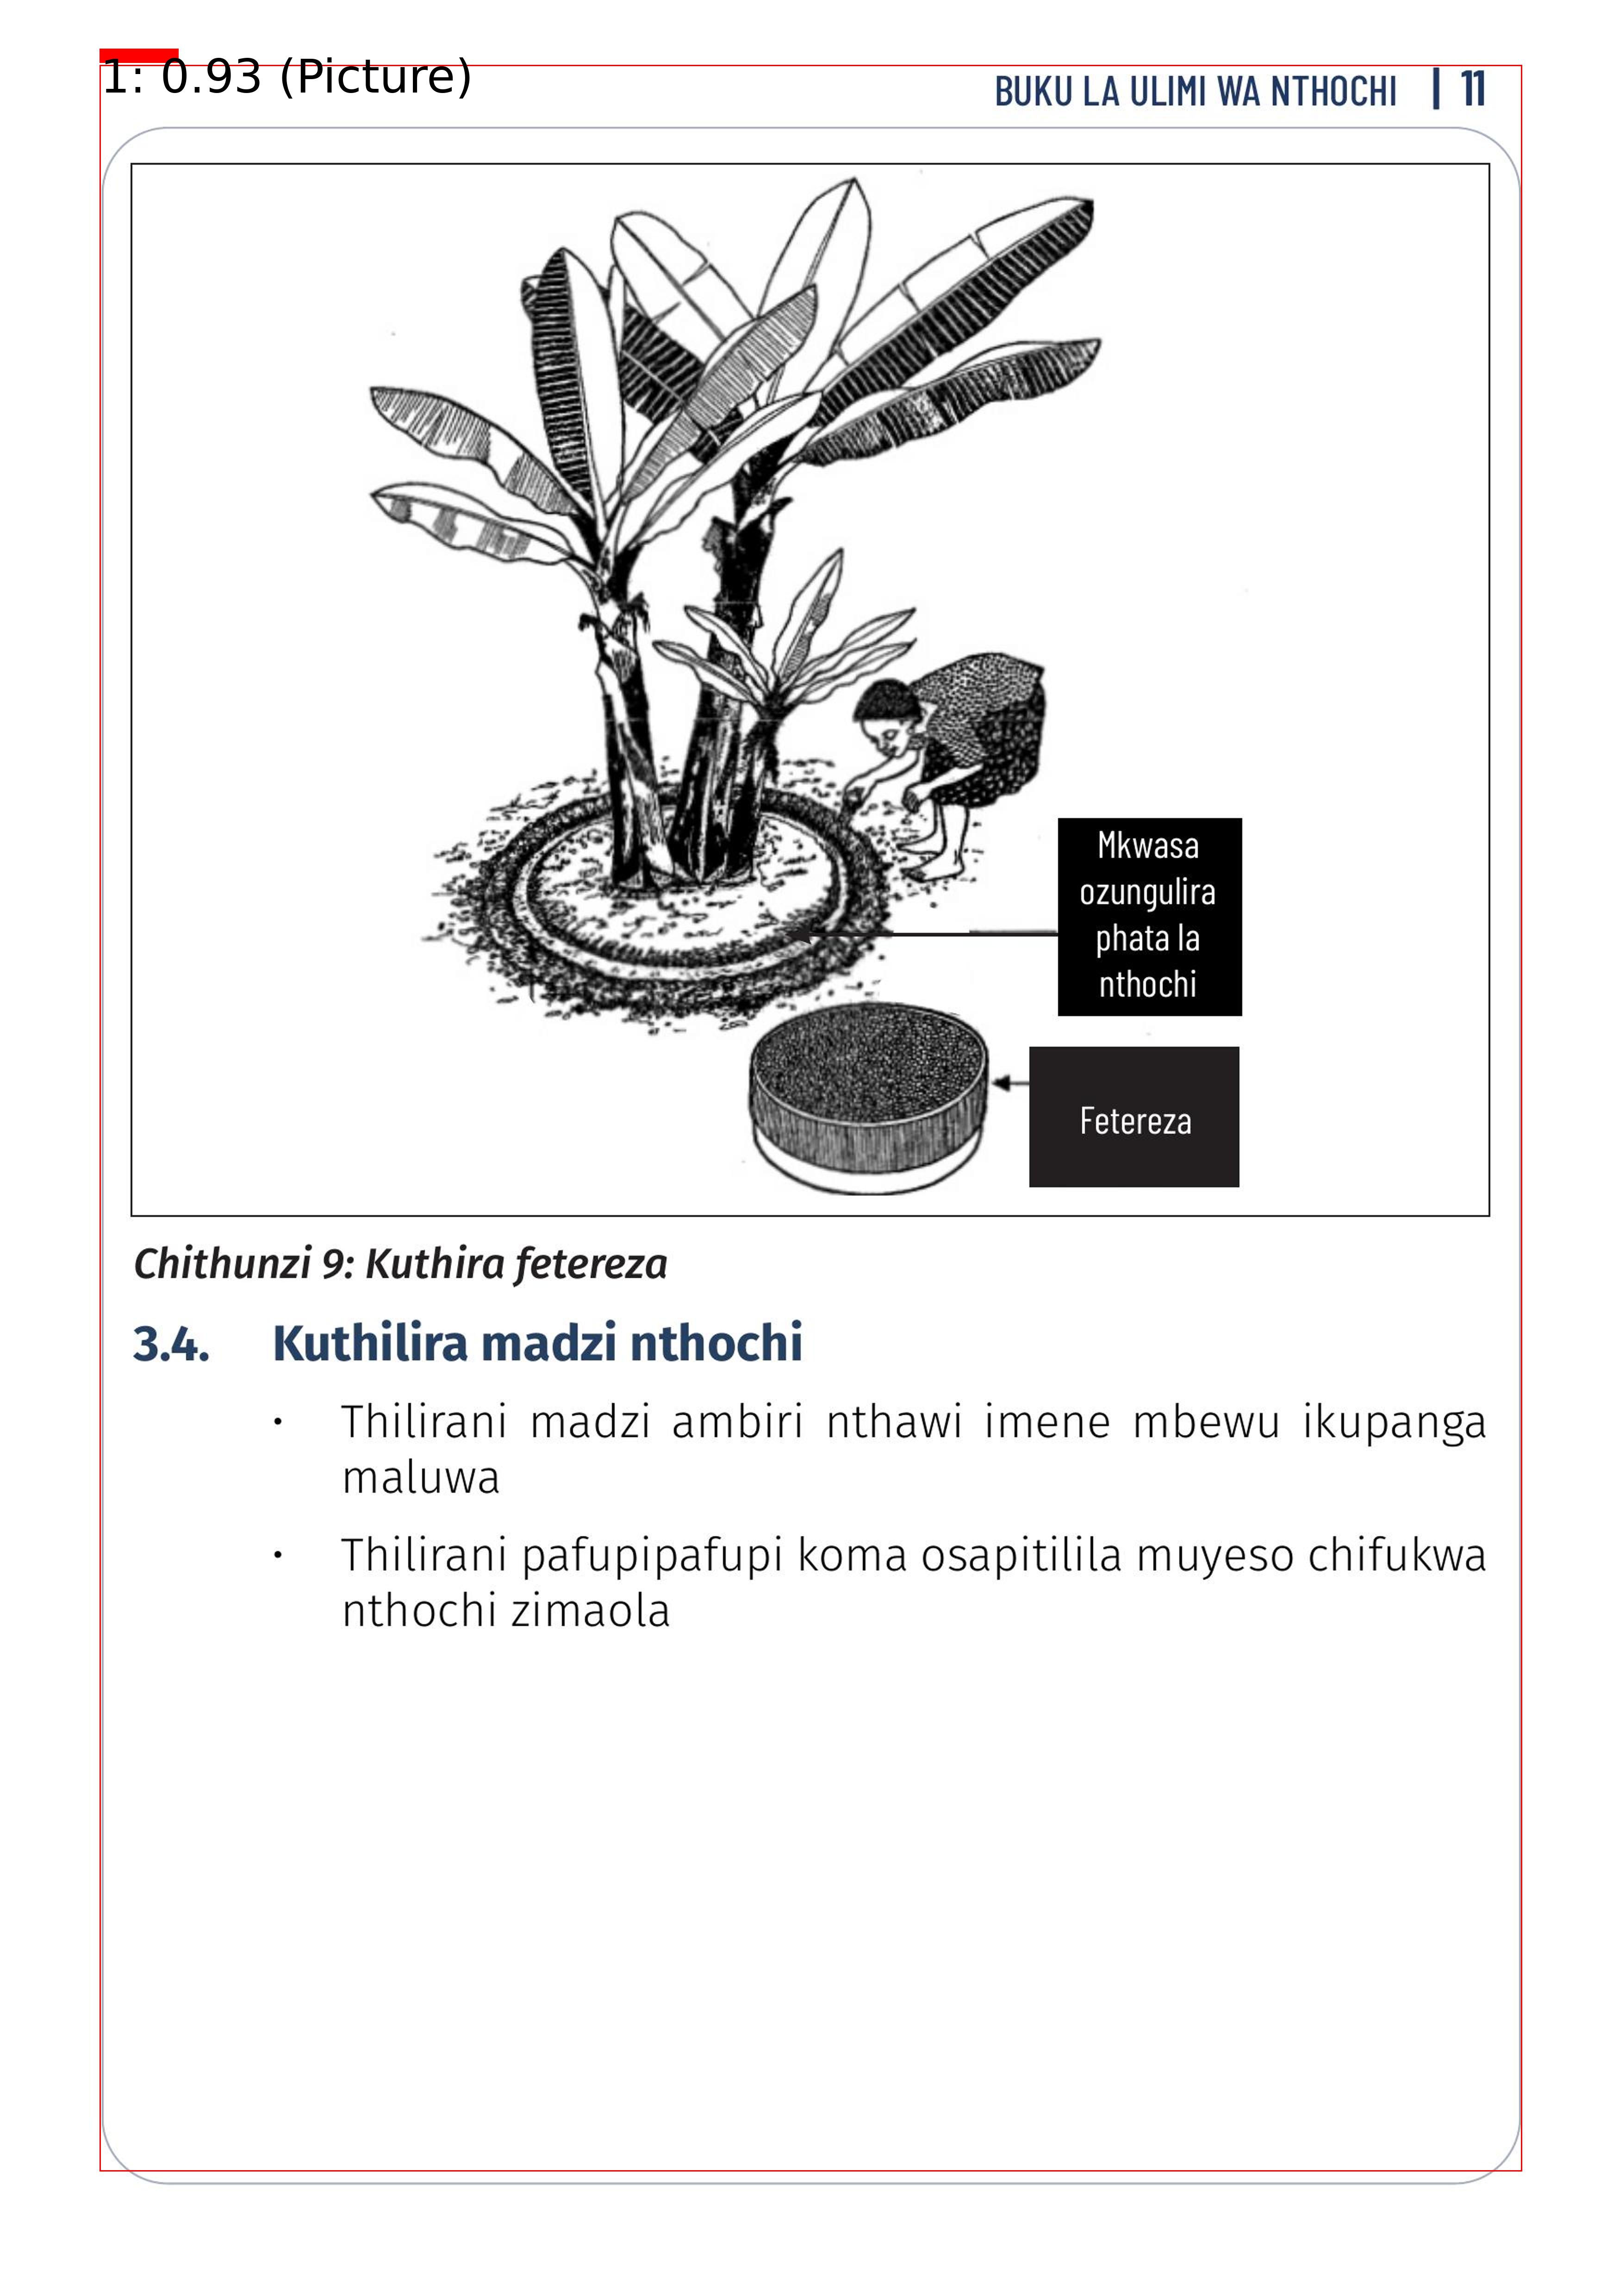 1: 0.93 (Picture)
BUKU LA ULIMI WA NTHOCHI | 11
Mkwasa
ozungulira
phata la
nthochi
Fetereza
Chithunzi 9: Kuthira fetereza
3.4. Kuthilira madzi nthochi
• Thilirani madzi ambiri nthawi imene mbewu ikupanga
maluwa
• Thilirani pafupipafupi koma osapitilila muyeso chifukwa
nthochi zimaola